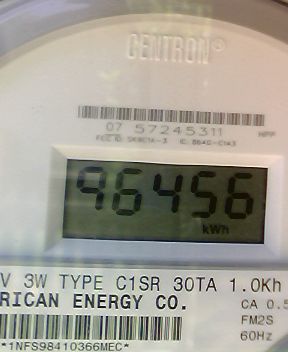 CENTRON®
07 57245311
HPP
96456
kWh
V 3W TYPE C1SR 30TA 1.0Kh
RICAN ENERGY CO.
CA 0.5
FM2S
60Hz
*1NFS98410366MEC*